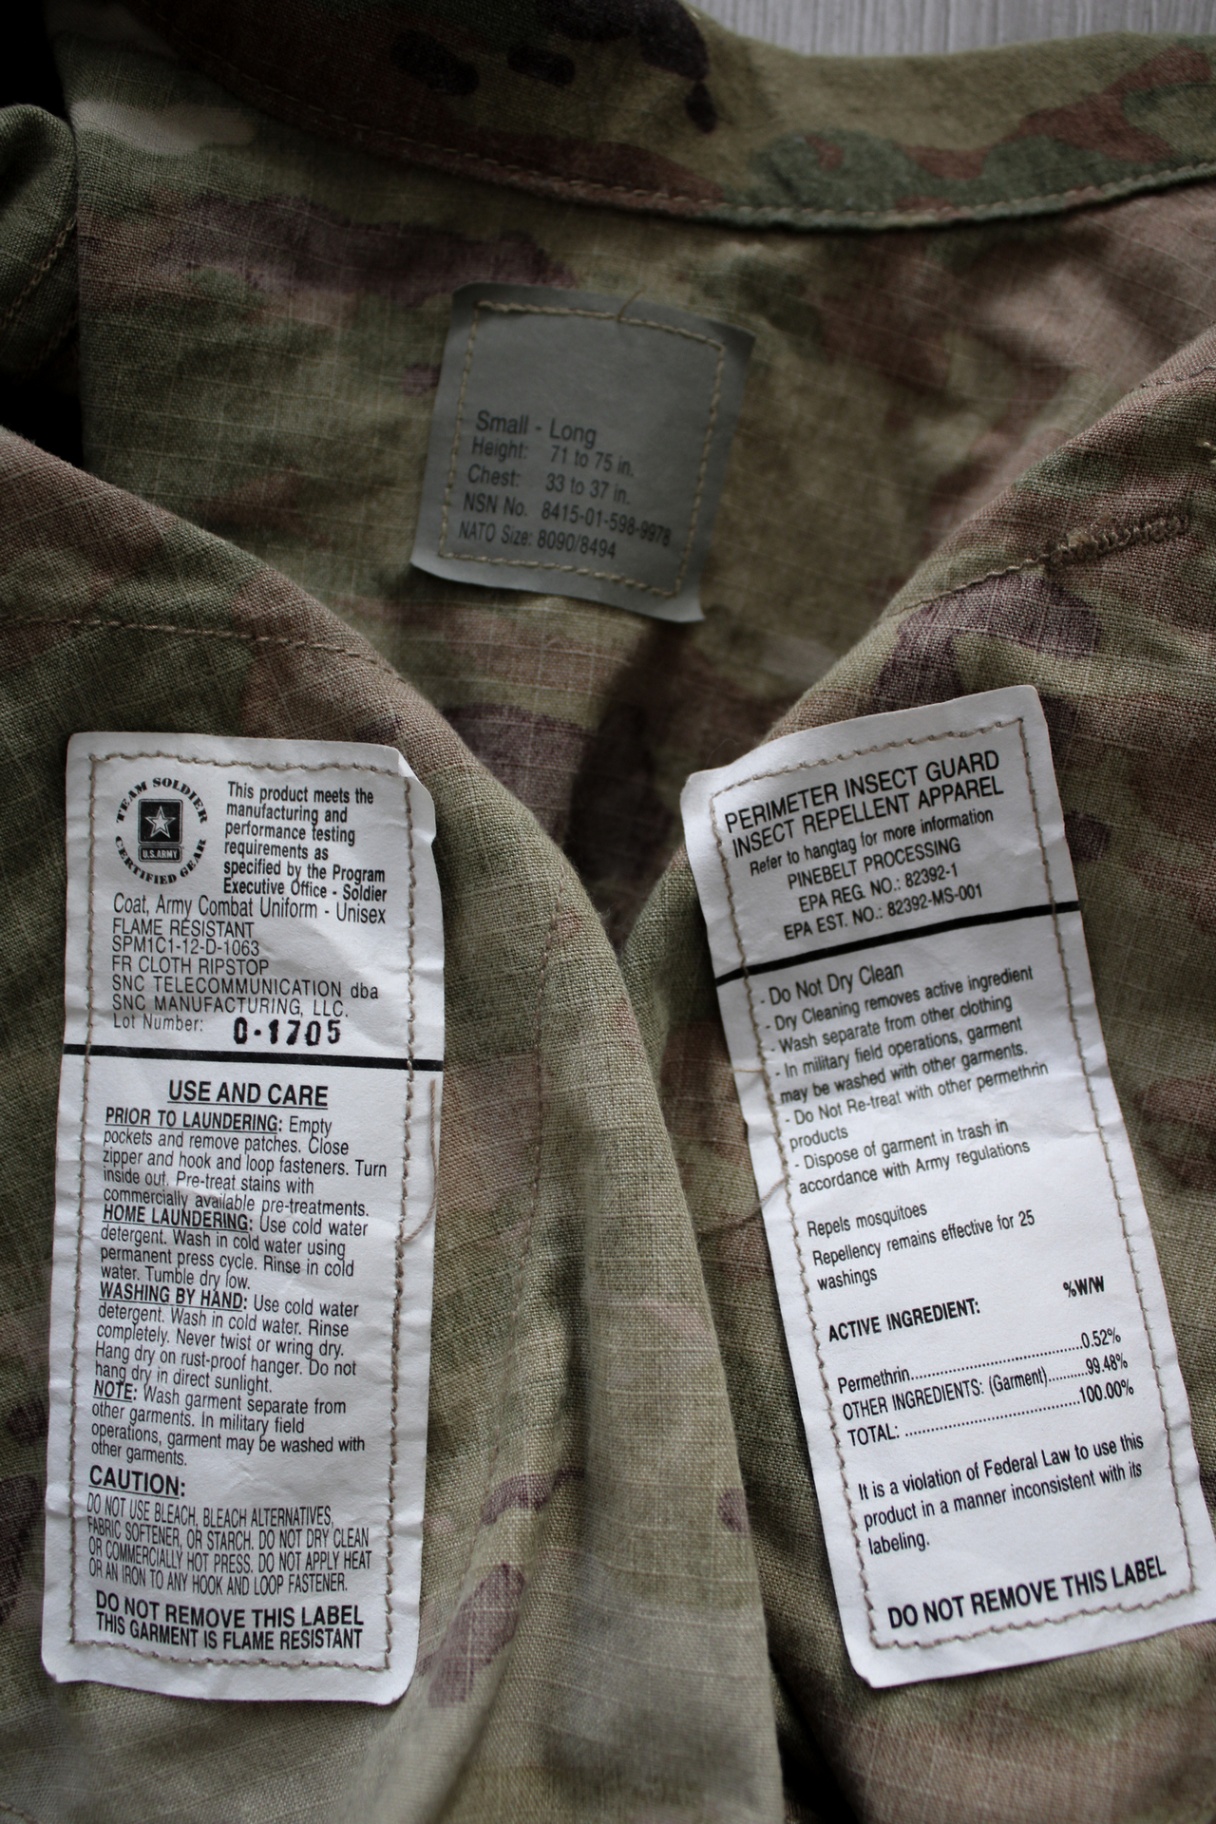 Small - Long
Height: 71 to 75 in.
Chest: 33 to 37 in.
NSN No. 8415-01-598-9978
NATO Size: 8090/8494
TEAM SOLDIER
U.S.ARMY
CERTIFIED GEAR
This product meets the
manufacturing and
performance testing
requirements as
specified by the Program
Executive Office - Soldier
Coat, Army Combat Uniform - Unisex
FLAME RESISTANT
SPM1C1-12-D-1063
FR CLOTH RIPSTOP
SNC TELECOMMUNICATION dba
SNC MANUFACTURING, LLC.
Lot Number: 0-1705
USE AND CARE
PRIOR TO LAUNDERING: Empty
pockets and remove patches. Close
zipper and hook and loop fasteners. Turn
inside out. Pre-treat stains with
commercially available pre-treatments.
HOME LAUNDERING: Use cold water
detergent. Wash in cold water using
permanent press cycle. Rinse in cold
water. Tumble dry low.
WASHING BY HAND: Use cold water
detergent. Wash in cold water. Rinse
completely. Never twist or wring dry.
Hang dry on rust-proof hanger. Do not
hang dry in direct sunlight.
NOTE: Wash garment separate from
other garments. In military field
operations, garment may be washed with
other garments.
CAUTION:
DO NOT USE BLEACH, BLEACH ALTERNATIVES,
FABRIC SOFTENER, OR STARCH. DO NOT DRY CLEAN
OR COMMERCIALLY HOT PRESS. DO NOT APPLY HEAT
OR AN IRON TO ANY HOOK AND LOOP FASTENER.
DO NOT REMOVE THIS LABEL
THIS GARMENT IS FLAME RESISTANT
PERIMETER INSECT GUARD
INSECT REPELLENT APPAREL
Refer to hangtag for more information
PINEBELT PROCESSING
EPA REG. NO.: 82392-1
EPA EST. NO.: 82392-MS-001
- Do Not Dry Clean
- Dry Cleaning removes active ingredient
- Wash separate from other clothing
- In military field operations, garment
may be washed with other garments.
- Do Not Re-treat with other permethrin
products
- Dispose of garment in trash in
accordance with Army regulations
Repels mosquitoes
Repellency remains effective for 25
washings
%W/W
ACTIVE INGREDIENT:
Permethrin...........................................0.52%
OTHER INGREDIENTS: (Garment)..........99.48%
TOTAL: ..........................................100.00%
It is a violation of Federal Law to use this
product in a manner inconsistent with its
labeling.
DO NOT REMOVE THIS LABEL